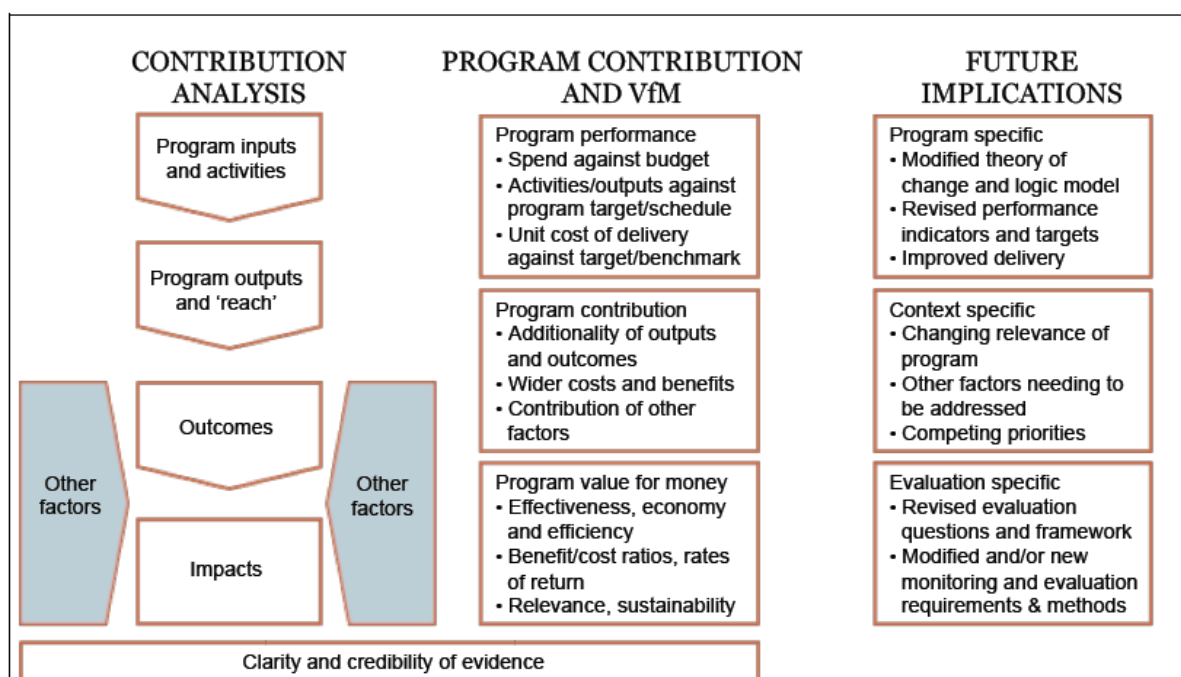 CONTRIBUTION
ANALYSIS
Program inputs
and activities
Program outputs
and ‘reach’
Other
factors
Outcomes
Impacts
Other
factors
PROGRAM CONTRIBUTION
AND VfM
Program performance
• Spend against budget
• Activities/outputs against
program target/schedule
• Unit cost of delivery
against target/benchmark
Program contribution
• Additionality of outputs
and outcomes
• Wider costs and benefits
• Contribution of other
factors
Program value for money
• Effectiveness, economy
and efficiency
• Benefit/cost ratios, rates
of return
• Relevance, sustainability
FUTURE
IMPLICATIONS
Program specific
• Modified theory of
change and logic model
• Revised performance
indicators and targets
• Improved delivery
Context specific
• Changing relevance of
program
• Other factors needing to
be addressed
• Competing priorities
Evaluation specific
• Revised evaluation
questions and framework
• Modified and/or new
monitoring and evaluation
requirements & methods
Clarity and credibility of evidence